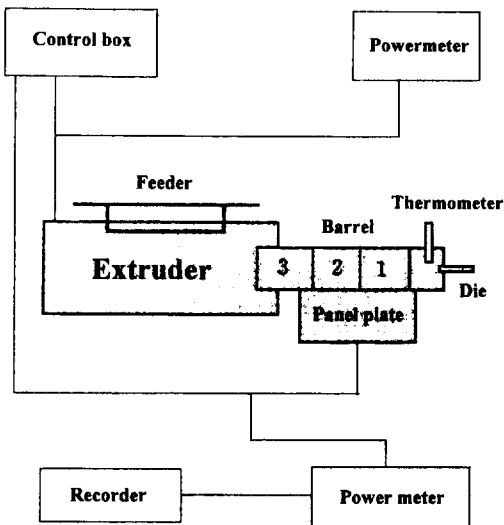 Control box
Powermeter
Feeder
Thermometer
Barrel
Extruder
3 2 1
Die
Panel plate
Recorder
Power meter